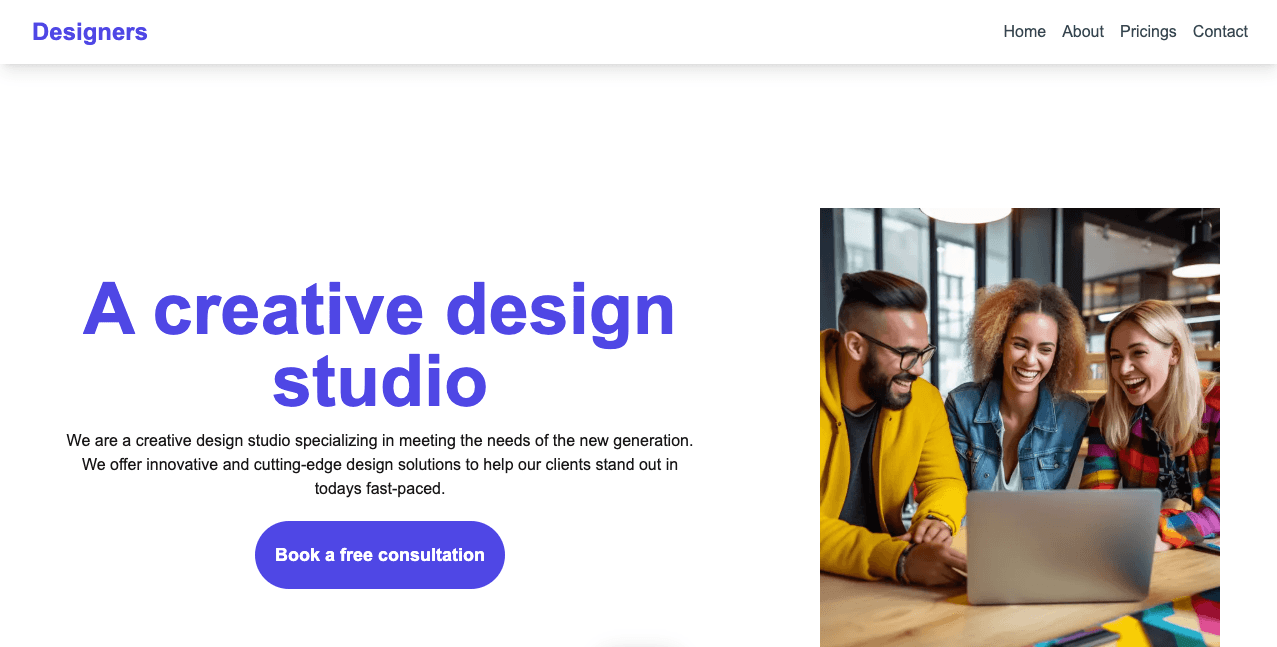 Designers
Home About Pricings Contact
A creative design
studio
We are a creative design studio specializing in meeting the needs of the new generation.
We offer innovative and cutting-edge design solutions to help our clients stand out in
todays fast-paced.
Book a free consultation